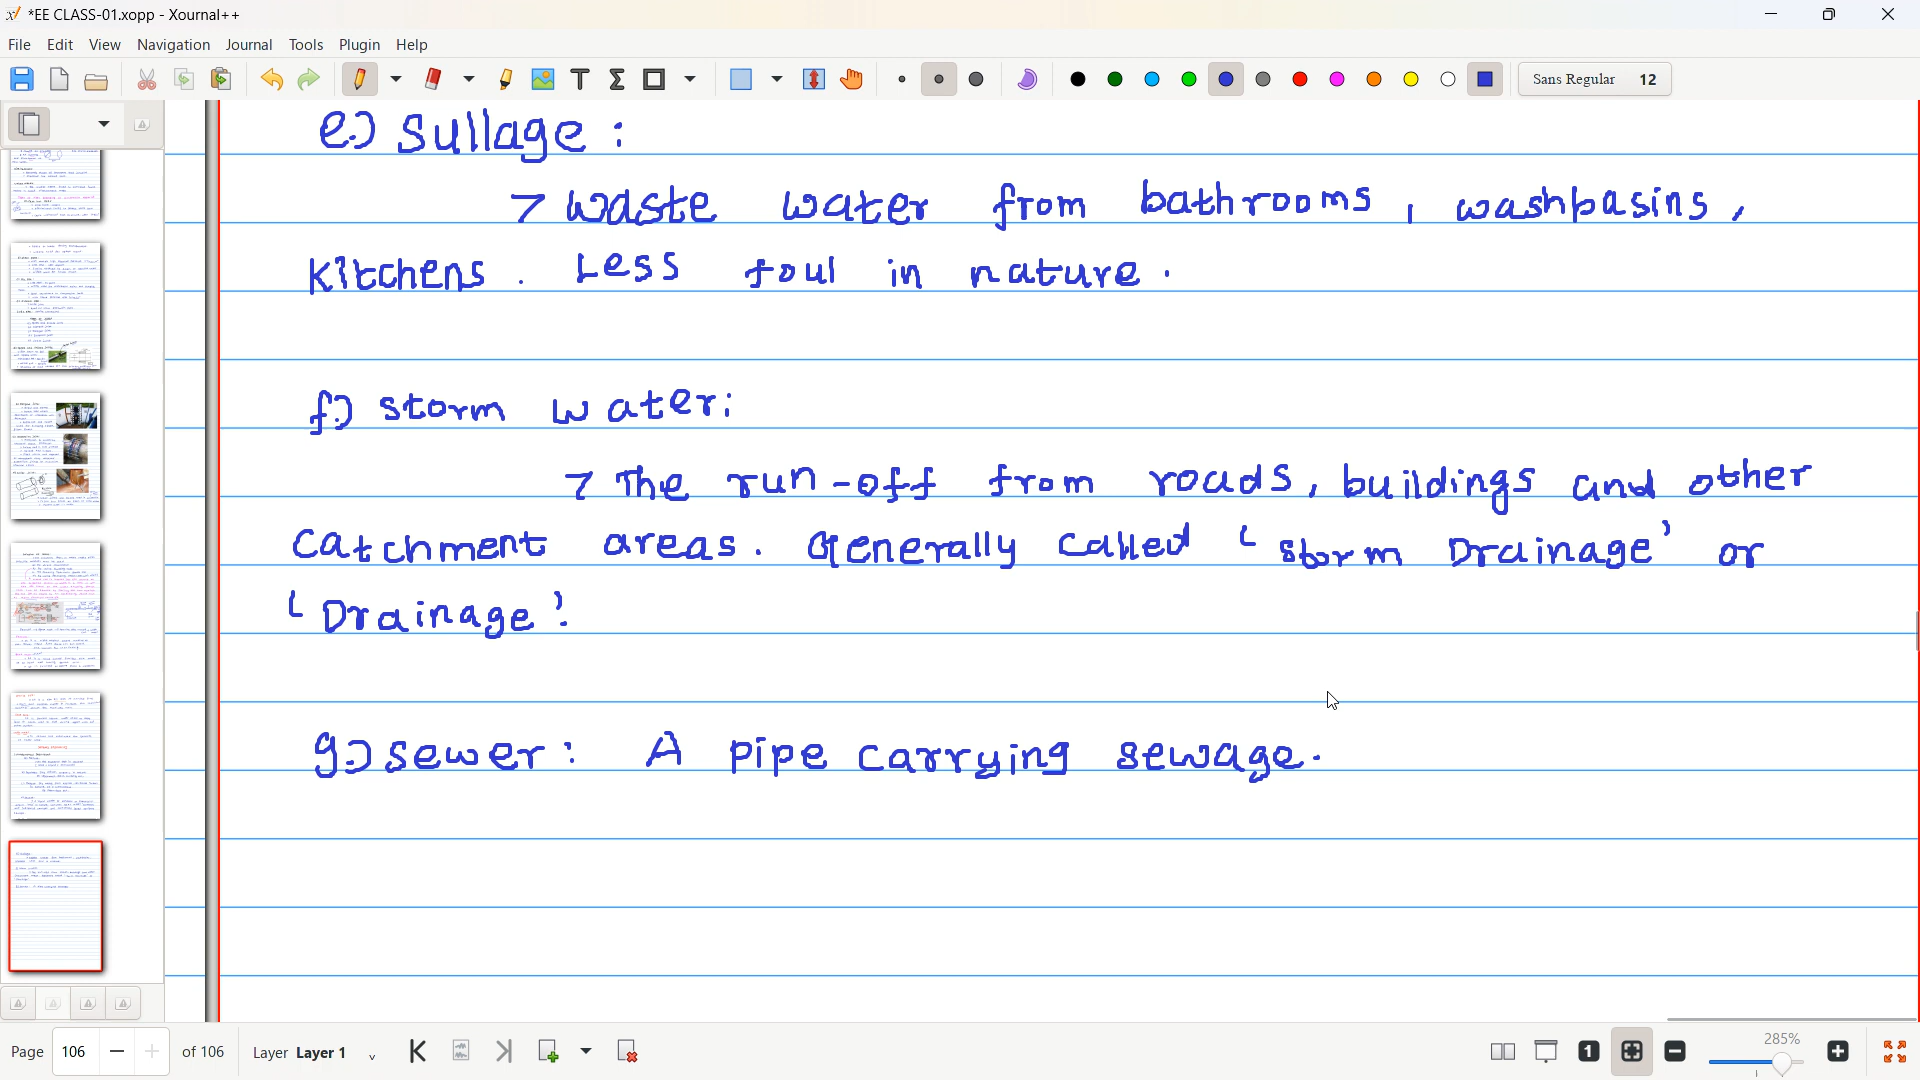 *EE CLASS-01.xopp - Xournal++
File Edit View Navigation Journal Tools Plugin Help
Sans Regular 12
e.) Sullage :
→ waste water from bathrooms, washbasins,
Kitchens. Less foul in nature.
f.) storm water:
→ The run-off from roads, buildings and other
catchment areas. Generally called 'storm Drainage' or
'Drainage'.
g.) sewer: A pipe carrying sewage.
Page 106 of 106 Layer Layer 1 285%